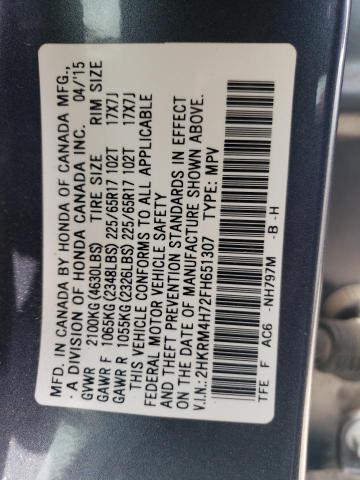 MFD. IN CANADA BY HONDA OF CANADA MFG.,
A DIVISION OF HONDA CANADA INC. 04/15
GVWR 2100KG (4630LBS) TIRE SIZE RIM SIZE
GAWR F 1065KG (2348LBS) 225/65R17 102T 17X7J
GAWR R 1055KG (2326LBS) 225/65R17 102T 17X7J
THIS VEHICLE CONFORMS TO ALL APPLICABLE
FEDERAL MOTOR VEHICLE SAFETY
AND THEFT PREVENTION STANDARDS IN EFFECT
ON THE DATE OF MANUFACTURE SHOWN ABOVE.
V.I.N.: 2HKRM4H72FH651307 TYPE: MPV
TFE F AC6 -NH797M- -B -H